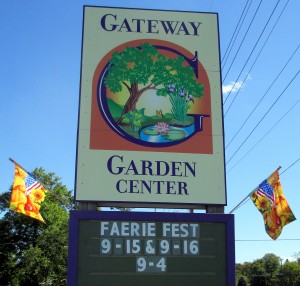 GATEWAY
G
GARDEN
CENTER
FAERIE FEST
9-15 & 9-16
9-4